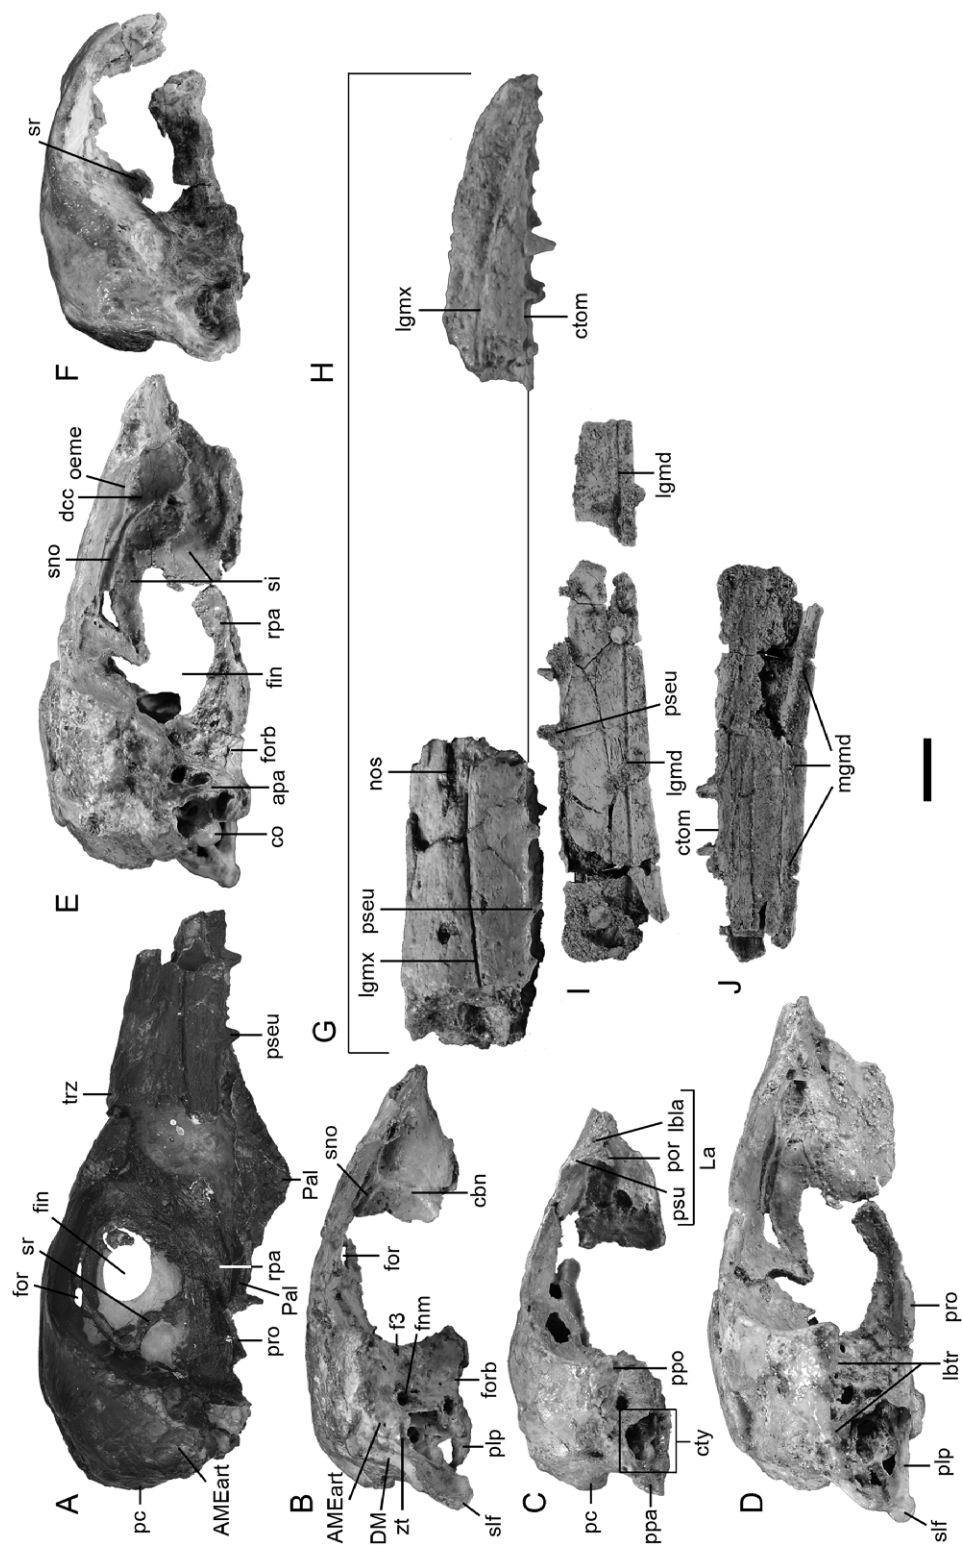 A
pc
AMEart
for
sr
fin
trz
pro
Pal
rpa
Pal
pseu
B
AMEart
DM
zt
slf
plp
forb
f3
fnm
for
sno
cbn
C
pc
ppa
cty
ppo
psu
por
lbla
La
D
slf
plp
lbtr
pro
E
sno
dcc
oeme
co
apa
forb
fin
rpa
si
F
sr
G
lgmx
pseu
nos
H
lgmx
ctom
I
lgmd
pseu
lgmd
J
ctom
mgmd